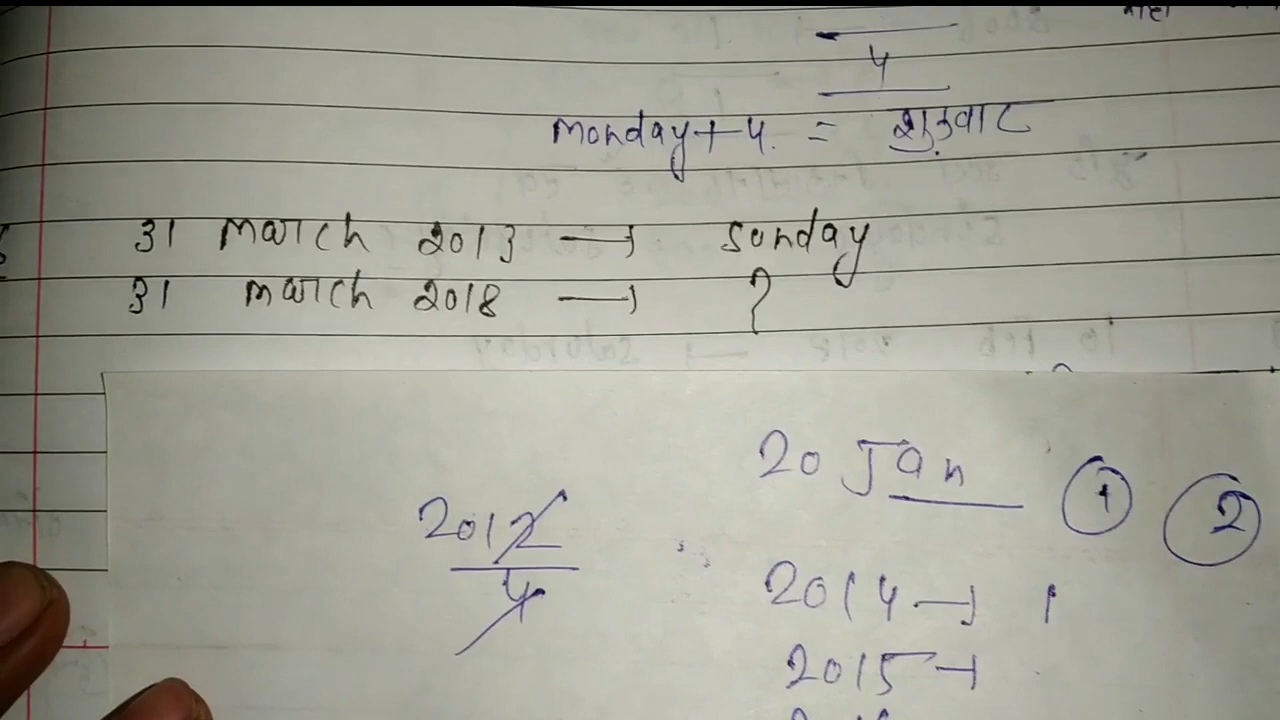 4
monday + 4. = शुक्रवार
31 march 2013 → sunday
31 march 2018 → ?
20 Jan 1 2
2012
4
2014 → 1
2015 →